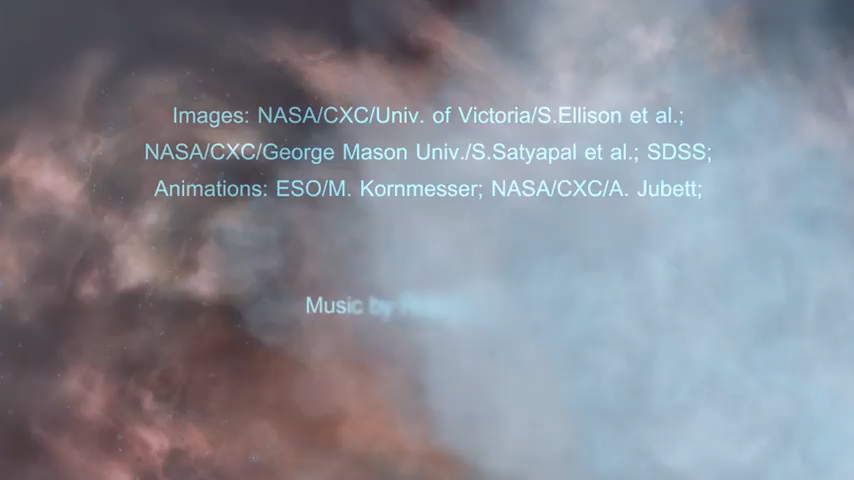 Images: NASA/CXC/Univ. of Victoria/S.Ellison et al.;
NASA/CXC/George Mason Univ./S.Satyapal et al.; SDSS;
Animations: ESO/M. Kornmesser; NASA/CXC/A. Jubett;
Music by